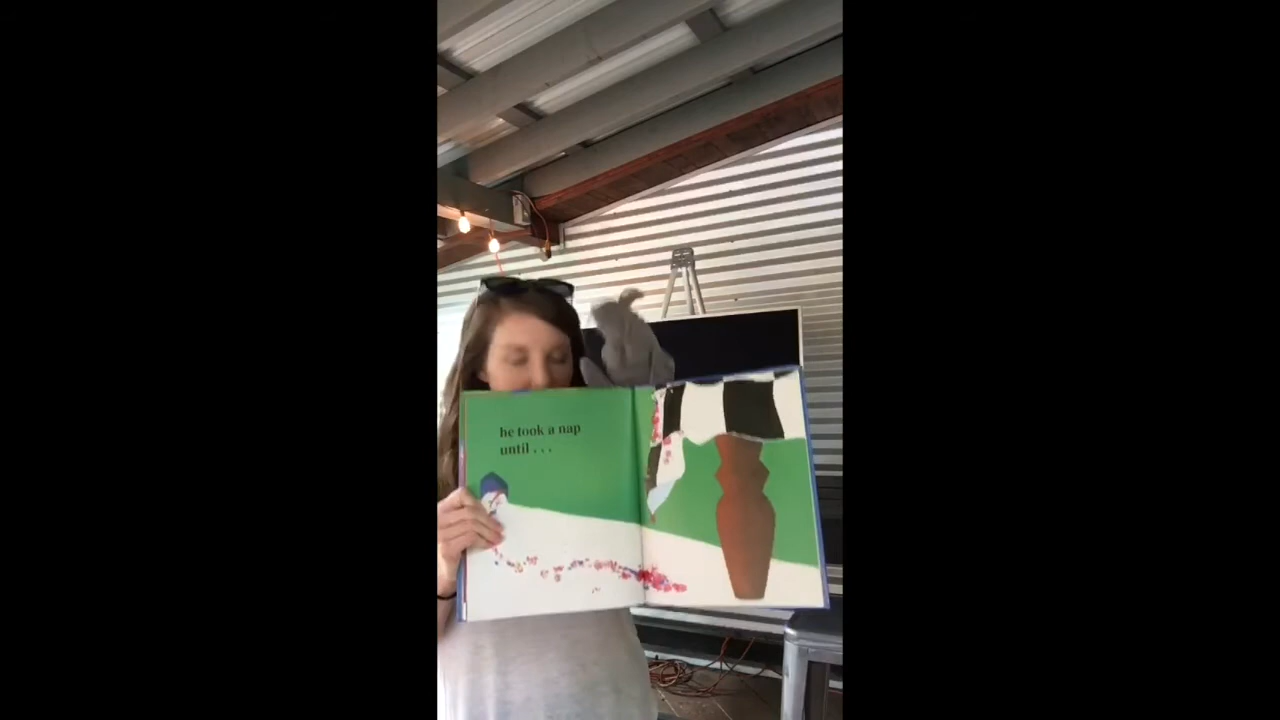 he took a nap
until . . .